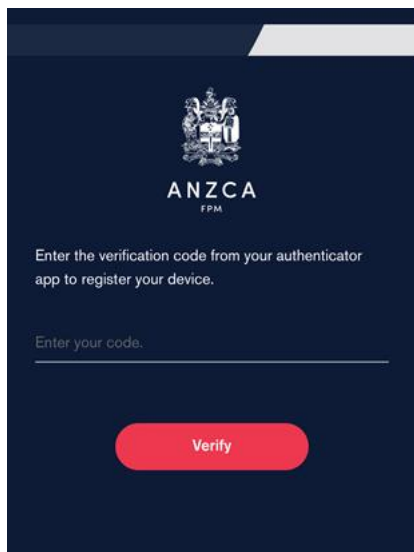 ANZCA
FPM
Enter the verification code from your authenticator
app to register your device.
Enter your code.
Verify